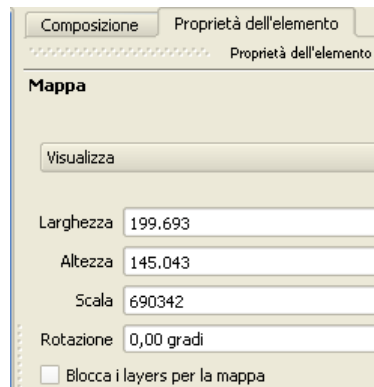 Composizione Proprietà dell'elemento
Proprietà dell'elemento
Mappa
Visualizza
Larghezza 199.693
Altezza 145.043
Scala 690342
Rotazione 0,00 gradi
Blocca i layers per la mappa